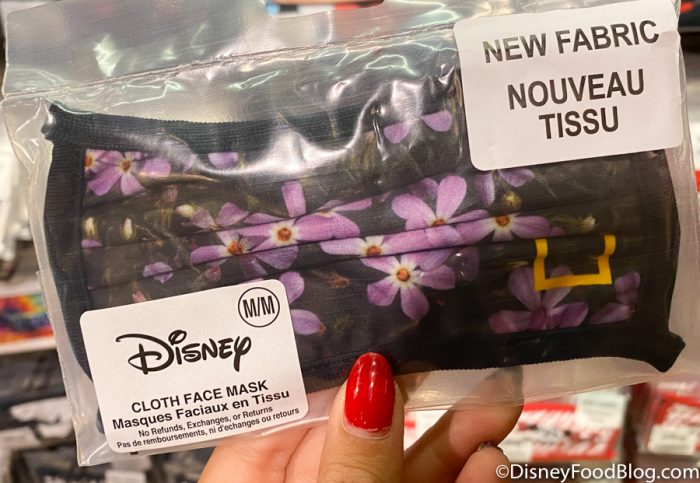 NEW FABRIC
NOUVEAU
TISSU
M/M
Disney
CLOTH FACE MASK
Masques Faciaux en Tissu
No Refunds, Exchanges, or Returns
Pas de remboursements, ni d'echanges ou retours
©DisneyFoodBlog.com